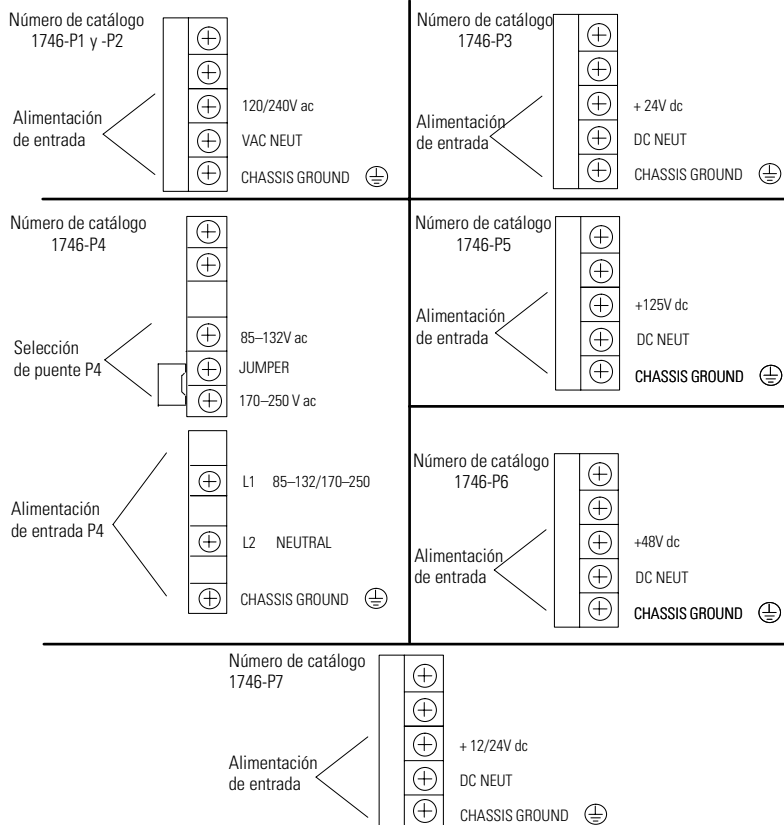 Número de catálogo
1746-P1 y -P2
Alimentación
de entrada
120/240V ac
VAC NEUT
CHASSIS GROUND
Número de catálogo
1746-P3
Alimentación
de entrada
+ 24V dc
DC NEUT
CHASSIS GROUND
Número de catálogo
1746-P4
Selección
de puente P4
85–132V ac
JUMPER
170–250 V ac
Alimentación
de entrada P4
L1 85–132/170–250
L2 NEUTRAL
CHASSIS GROUND
Número de catálogo
1746-P5
Alimentación
de entrada
+125V dc
DC NEUT
CHASSIS GROUND
Número de catálogo
1746-P6
Alimentación
de entrada
+48V dc
DC NEUT
CHASSIS GROUND
Número de catálogo
1746-P7
Alimentación
de entrada
+ 12/24V dc
DC NEUT
CHASSIS GROUND